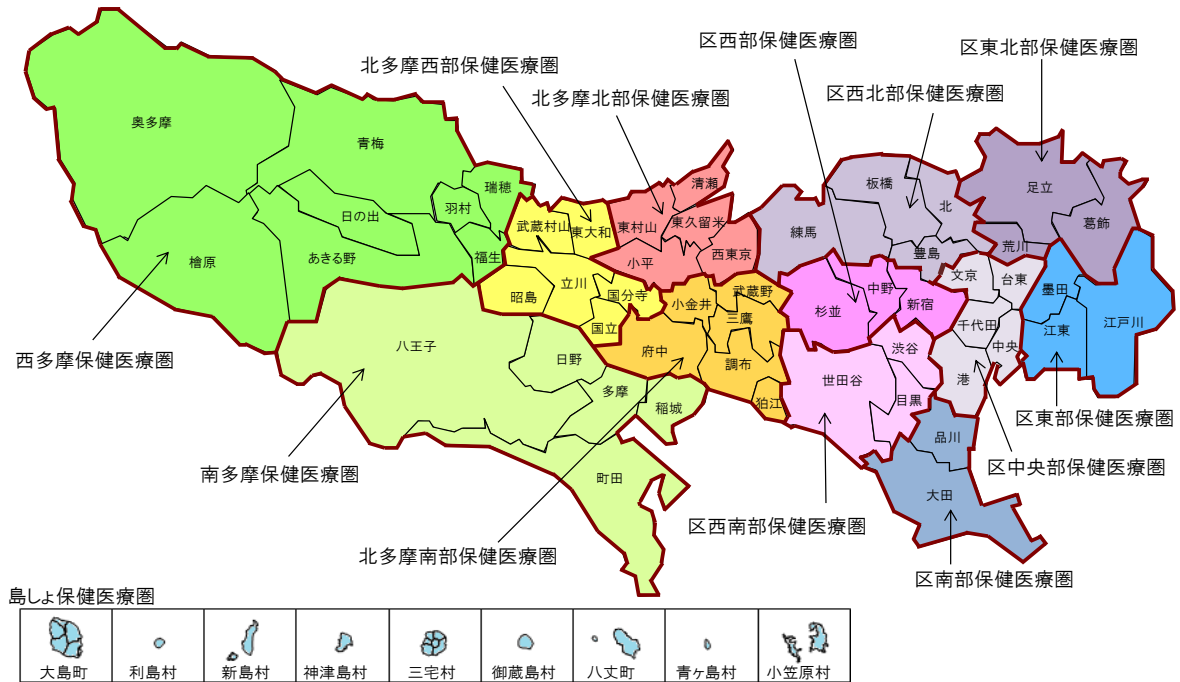 区西部保健医療圏
区東北部保健医療圏
北多摩西部保健医療圏
区西北部保健医療圏
北多摩北部保健医療圏
奥多摩
青梅
瑞穂
羽村
日の出
檜原
あきる野
福生
武蔵村山
東大和
昭島
立川
国分寺
国立
清瀬
東村山
東久留米
小平
西東京
小金井
武蔵野
三鷹
府中
調布
狛江
八王子
日野
多摩
稲城
町田
板橋
北
練馬
豊島
足立
葛飾
荒川
杉並
中野
新宿
文京
台東
千代田
中央
港
墨田
江東
江戸川
渋谷
世田谷
目黒
品川
大田
西多摩保健医療圏
南多摩保健医療圏
北多摩南部保健医療圏
区西南部保健医療圏
区東部保健医療圏
区中央部保健医療圏
区南部保健医療圏
島しょ保健医療圏
大島町
利島村
新島村
神津島村
三宅村
御蔵島村
八丈町
青ヶ島村
小笠原村